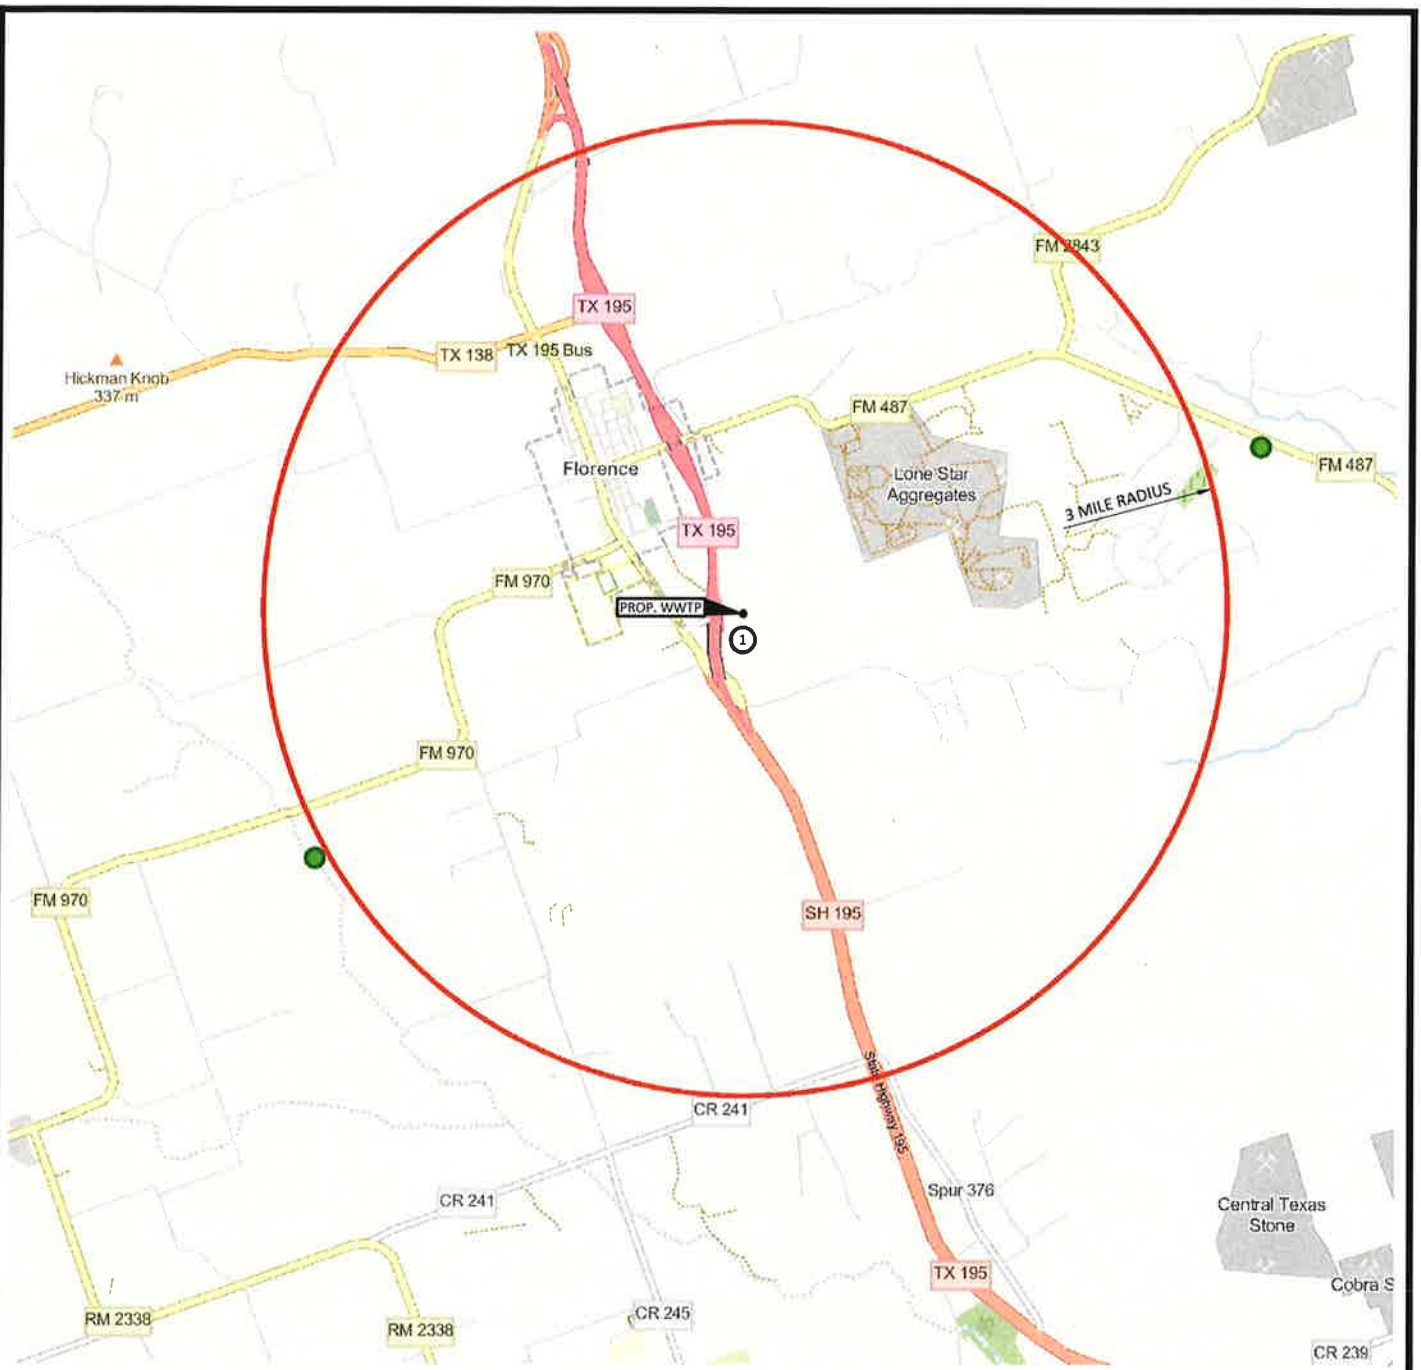 FM 2843
TX 195
TX 138
TX 195 Bus
Hickman Knob
337 m
FM 487
Florence
FM 487
Lone Star
Aggregates
3 MILE RADIUS
TX 195
FM 970
PROP. WWTP
1
FM 970
FM 970
SH 195
State Highway 195
CR 241
CR 241
Spur 376
Central Texas
Stone
TX 195
Cobra S
RM 2338
CR 245
RM 2338
CR 239